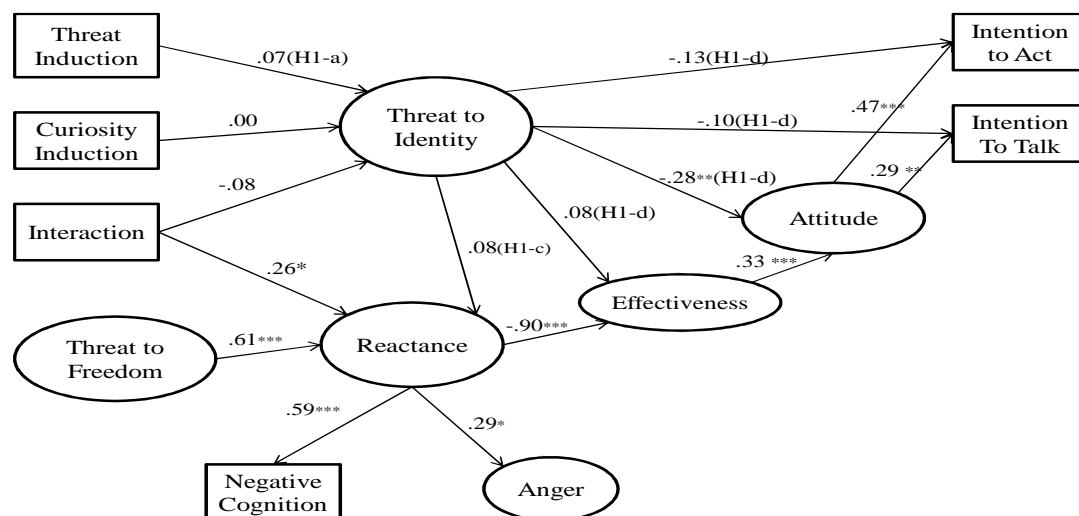 Threat
Induction
.07(H1-a)
-.13(H1-d)
Intention
to Act
Curiosity
Induction
.00
Threat to
Identity
-.10(H1-d)
.47***
Intention
To Talk
-.08
-.28**(H1-d)
.29 **
Interaction
.08(H1-c)
.08(H1-d)
Attitude
.26*
.33 ***
Effectiveness
Threat to
Freedom
.61***
Reactance
-.90***
.59***
.29*
Negative
Cognition
Anger